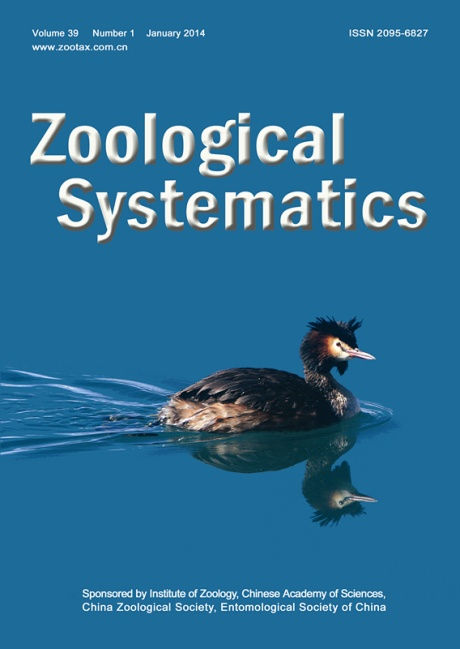 Volume 39 Number 1 January 2014 ISSN 2095-6827
www.zootax.com.cn
Zoological
Systematics
Sponsored by Institute of Zoology, Chinese Academy of Sciences,
China Zoological Society, Entomological Society of China